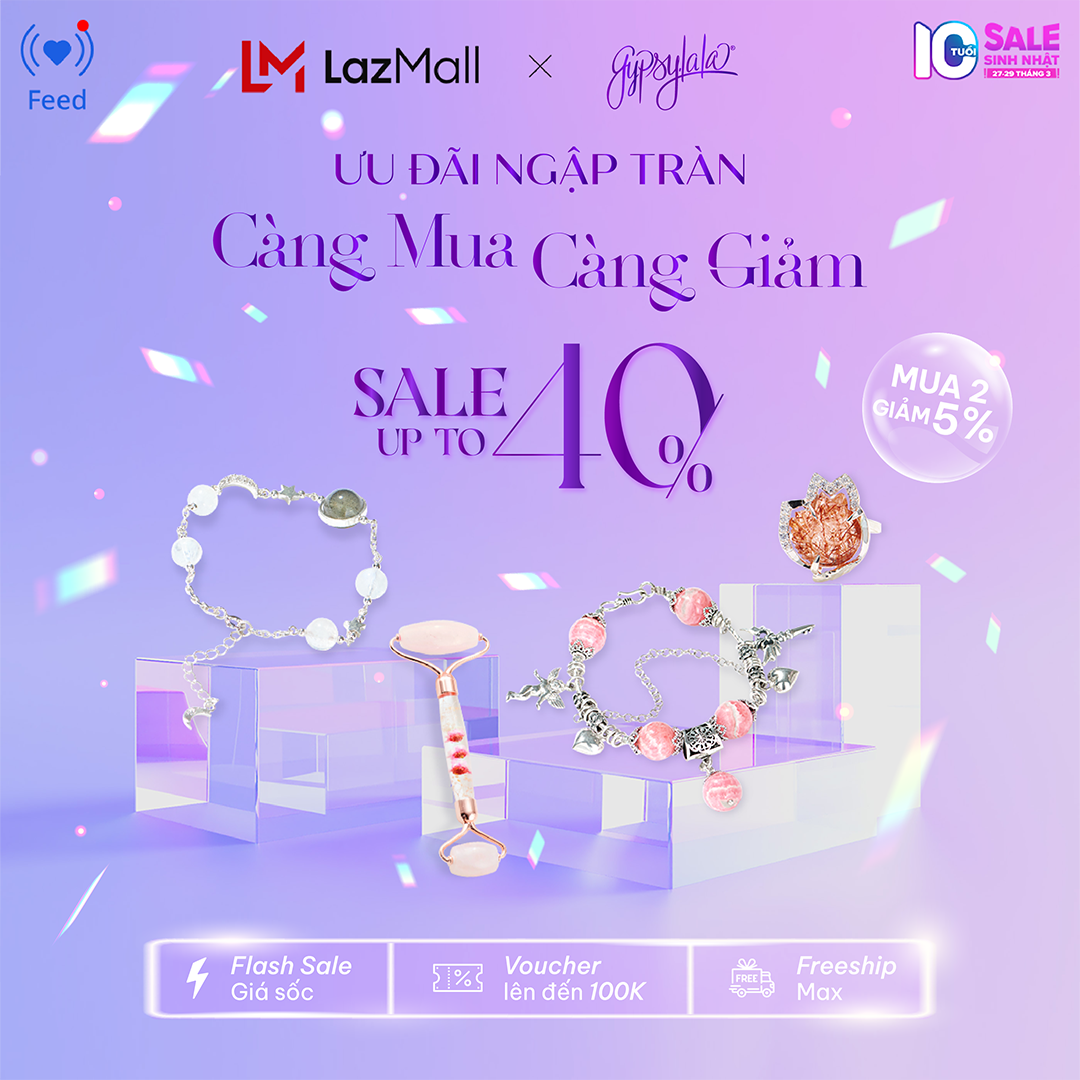 Feed
LM LazMall × gypsylala®
10 TUỔI SALE
SINH NHẬT
27-29 THÁNG 3
ƯU ĐÃI NGẬP TRÀN
Càng Mua Càng Giảm
SALE
UP TO 40%
MUA 2
GIẢM 5%
Flash Sale
Giá sốc
%
Voucher
lên đến 100K
FREE
Freeship
Max